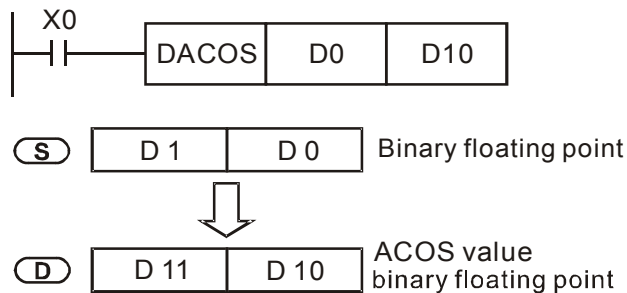 X0
DACOS D0 D10
S D 1 D 0 Binary floating point
D D 11 D 10 ACOS value
binary floating point